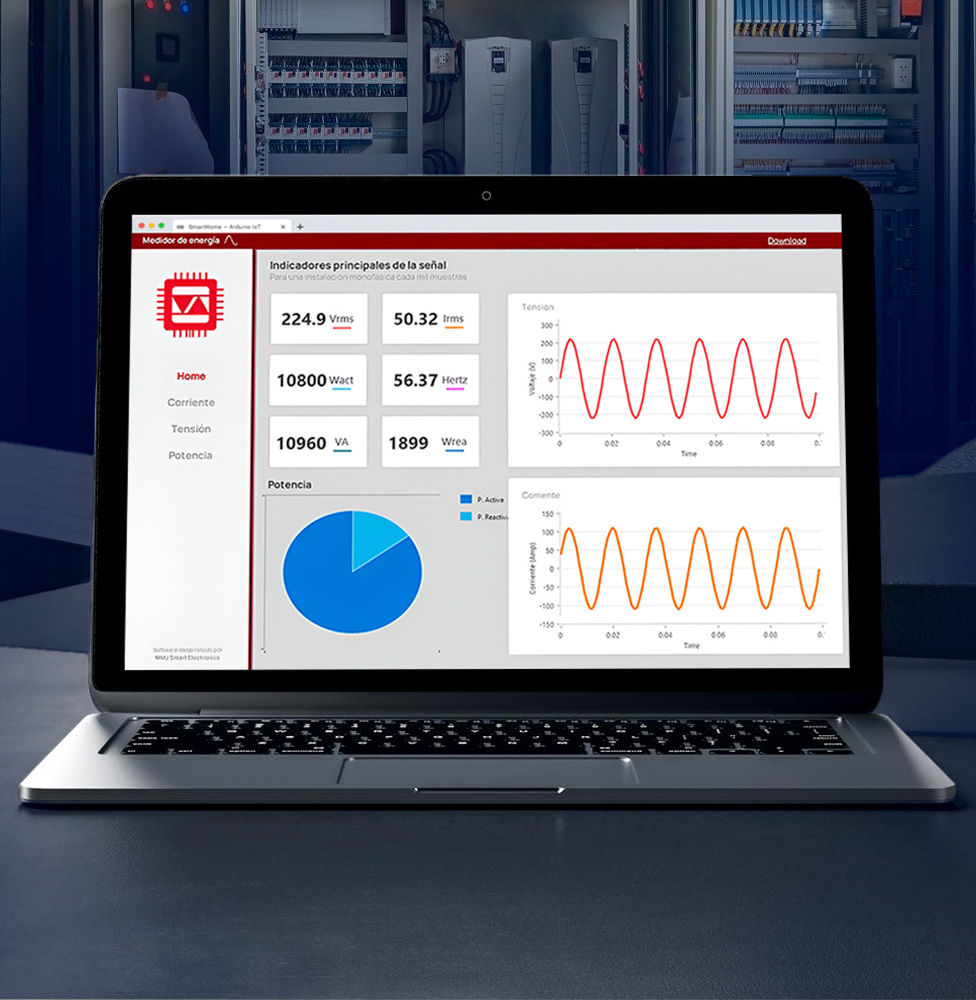 SmartHome – Arduino IoT
Medidor de energía
Download
Indicadores principales de la señal
Para una instalación monofásica cada mil muestras
224.9 Vrms
50.32 Irms
10800 Wact
56.37 Hertz
10960 VA
1899 Wrea
Home
Corriente
Tensión
Potencia
Software desarrollado por
MMJ Smart Electronics
Potencia
P. Activa
P. Reactiv
Tension
Voltaje (V)
300
200
100
0
-100
-200
-300
0 0.02 0.04 0.06 0.08 0.
Time
Corriente
Corriente (Amp)
150
100
50
0
-50
-100
-150
0 0.02 0.04 0.06 0.08 0.
Time